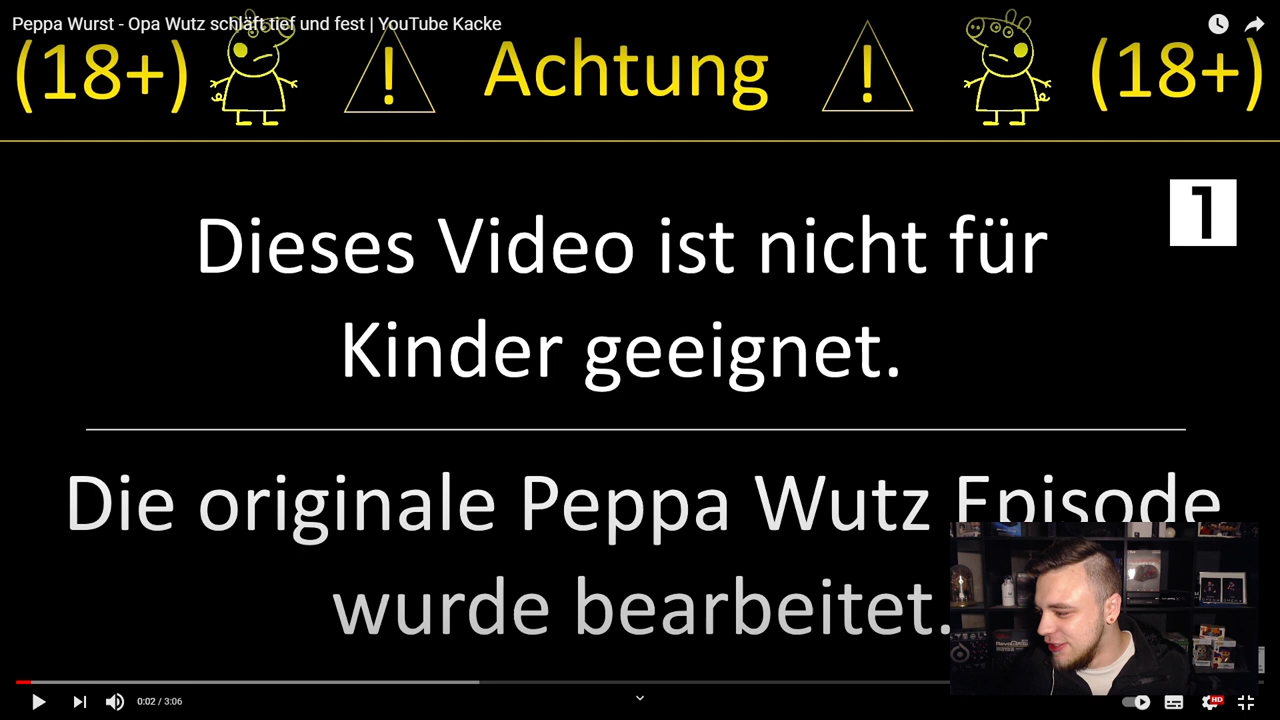 Peppa Wurst - Opa Wutz schläft tief und fest | YouTube Kacke
(18+) ! Achtung ! (18+)
1
Dieses Video ist nicht für
Kinder geeignet.
Die originale Peppa Wutz Episode
wurde bearbeitet.
0:02 / 3:06
HD